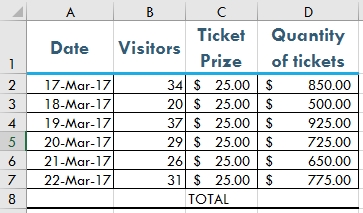 A B C D
1 Date Visitors Ticket Prize Quantity of tickets
2 17-Mar-17 34 $ 25.00 $ 850.00
3 18-Mar-17 20 $ 25.00 $ 500.00
4 19-Mar-17 37 $ 25.00 $ 925.00
5 20-Mar-17 29 $ 25.00 $ 725.00
6 21-Mar-17 26 $ 25.00 $ 650.00
7 22-Mar-17 31 $ 25.00 $ 775.00
8 TOTAL